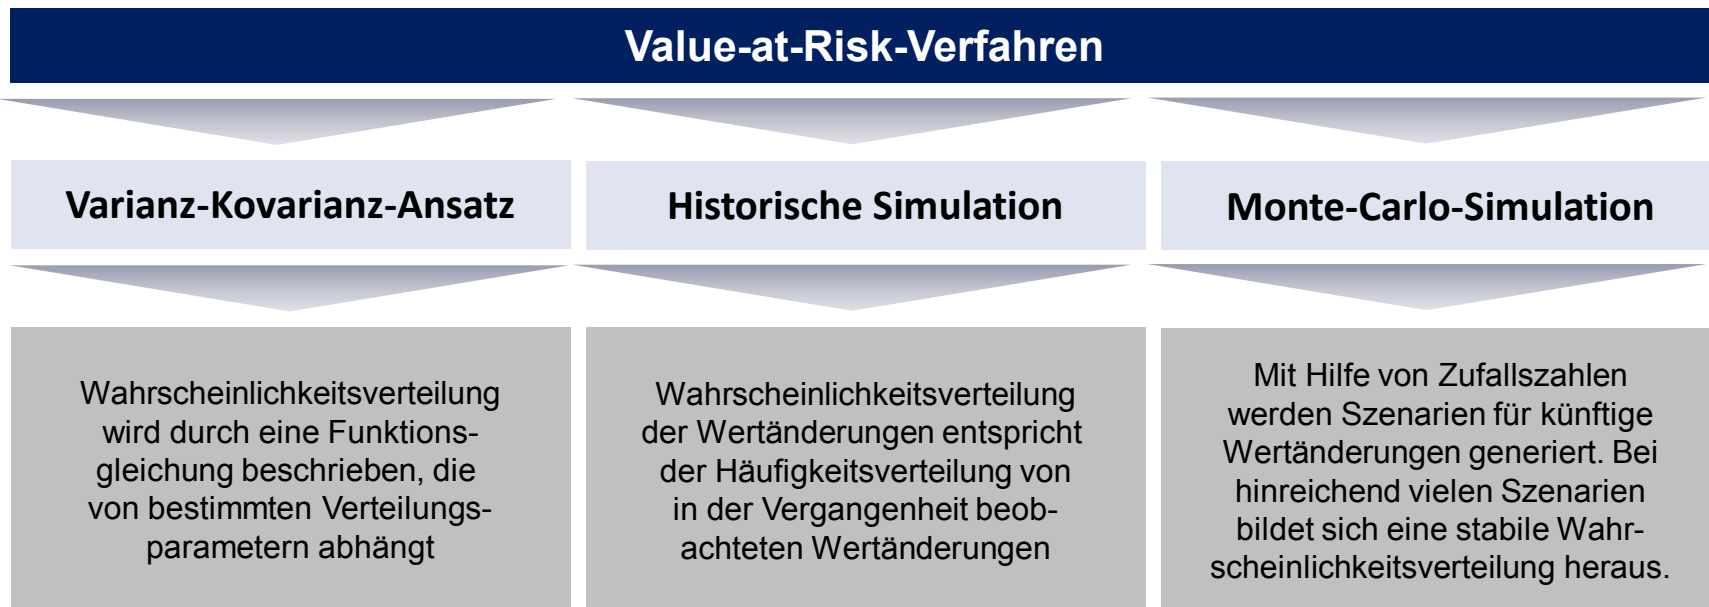 Value-at-Risk-Verfahren
Varianz-Kovarianz-Ansatz
Historische Simulation
Monte-Carlo-Simulation
Wahrscheinlichkeitsverteilung
wird durch eine Funktions-
gleichung beschrieben, die
von bestimmten Verteilungs-
parametern abhängt
Wahrscheinlichkeitsverteilung
der Wertänderungen entspricht
der Häufigkeitsverteilung von
in der Vergangenheit beob-
achteten Wertänderungen
Mit Hilfe von Zufallszahlen
werden Szenarien für künftige
Wertänderungen generiert. Bei
hinreichend vielen Szenarien
bildet sich eine stabile Wahr-
scheinlichkeitsverteilung heraus.